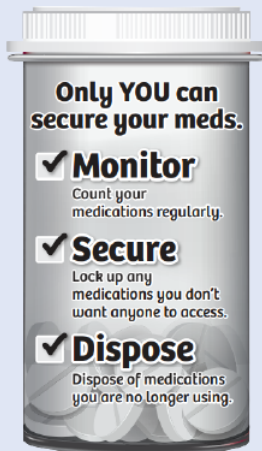 Only YOU can
secure your meds.
Monitor
Count your
medications regularly.
Secure
Lock up any
medications you don't
want anyone to access.
Dispose
Dispose of medications
you are no longer using.